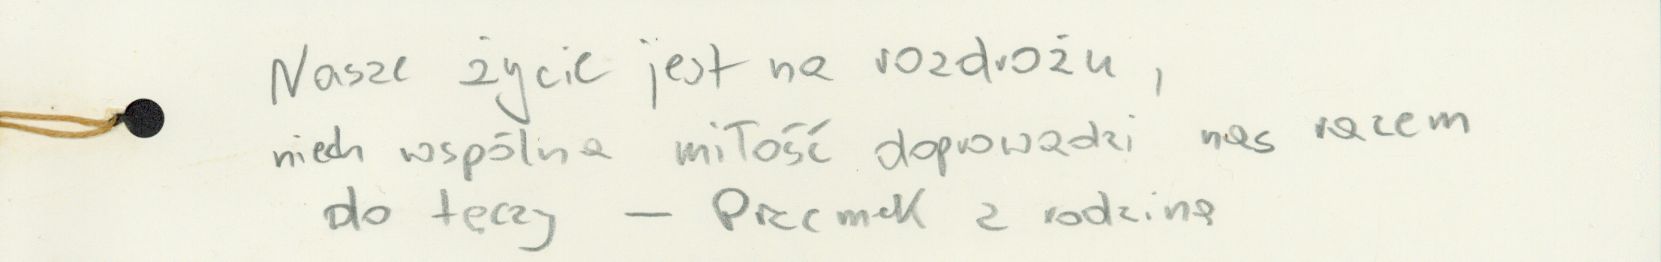 Nasze życie jest na rozdrożu,
niech wspólna miłość doprowadzi nas razem
do tęczy — Przemek z rodziną